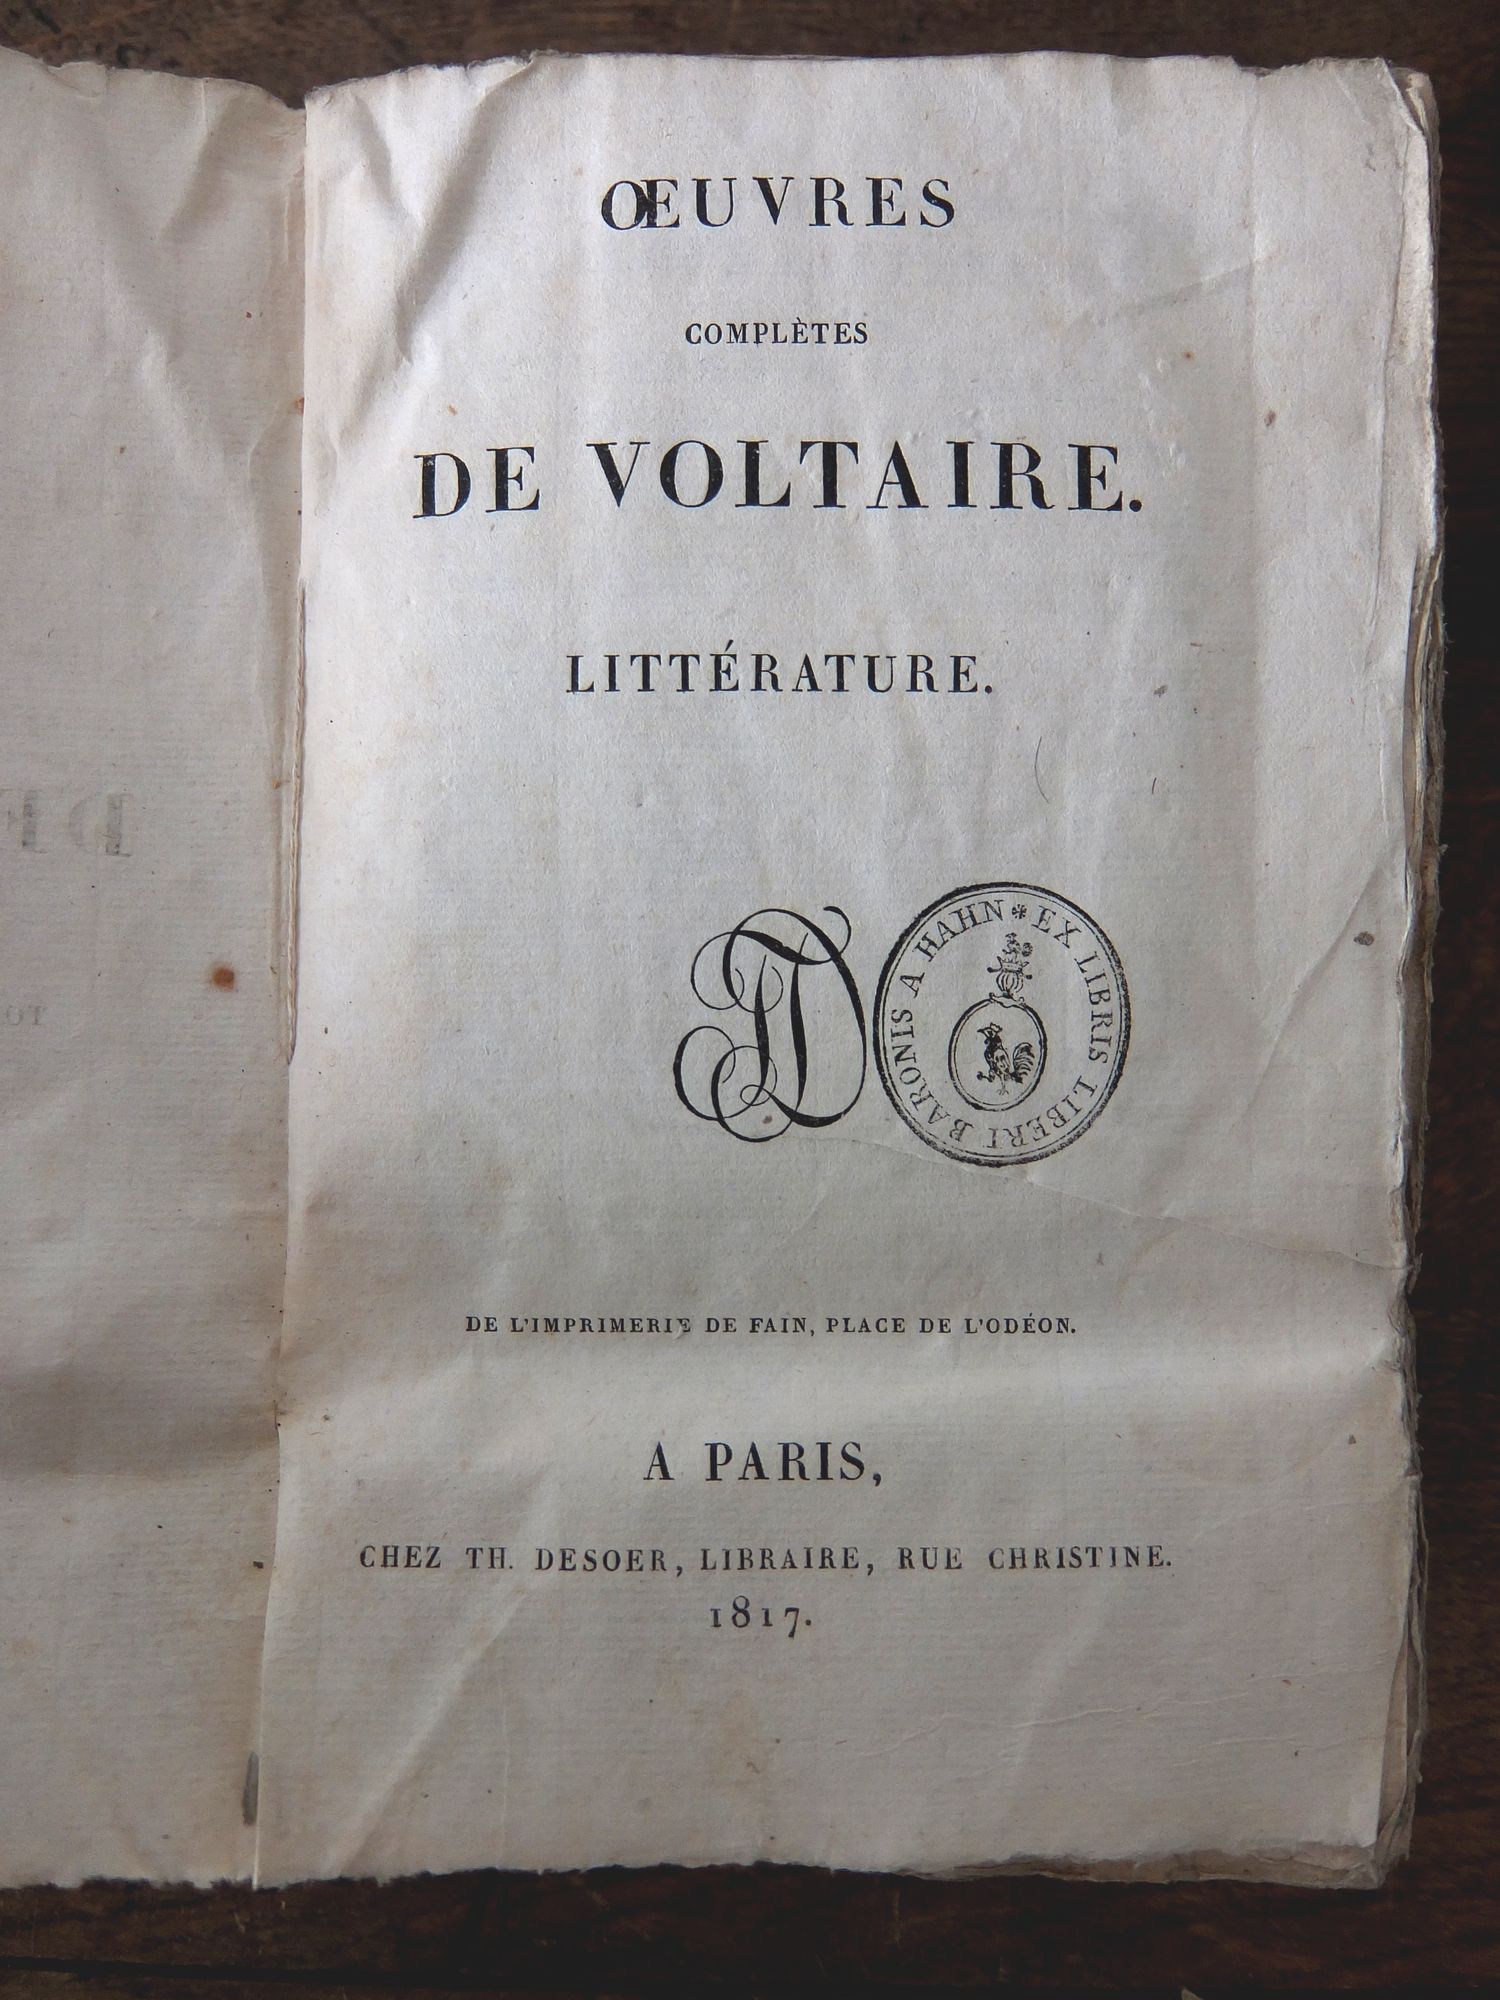 ŒUVRES
COMPLÈTES
DE VOLTAIRE.
LITTÉRATURE.
TD
EX LIBRIS LIBERI BARONIS A HAHN
DE L'IMPRIMERIE DE FAIN, PLACE DE L'ODÉON.
A PARIS,
CHEZ TH. DESOER, LIBRAIRE, RUE CHRISTINE.
1817.